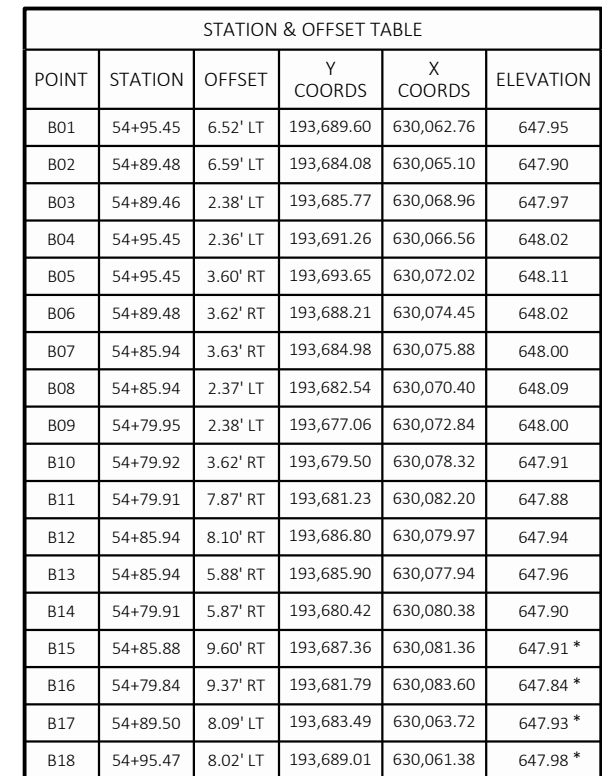 STATION & OFFSET TABLE
POINT STATION OFFSET Y COORDS X COORDS ELEVATION
B01 54+95.45 6.52' LT 193,689.60 630,062.76 647.95
B02 54+89.48 6.59' LT 193,684.08 630,065.10 647.90
B03 54+89.46 2.38' LT 193,685.77 630,068.96 647.97
B04 54+95.45 2.36' LT 193,691.26 630,066.56 648.02
B05 54+95.45 3.60' RT 193,693.65 630,072.02 648.11
B06 54+89.48 3.62' RT 193,688.21 630,074.45 648.02
B07 54+85.94 3.63' RT 193,684.98 630,075.88 648.00
B08 54+85.94 2.37' LT 193,682.54 630,070.40 648.09
B09 54+79.95 2.38' LT 193,677.06 630,072.84 648.00
B10 54+79.92 3.62' RT 193,679.50 630,078.32 647.91
B11 54+79.91 7.87' RT 193,681.23 630,082.20 647.88
B12 54+85.94 8.10' RT 193,686.80 630,079.97 647.94
B13 54+85.94 5.88' RT 193,685.90 630,077.94 647.96
B14 54+79.91 5.87' RT 193,680.42 630,080.38 647.90
B15 54+85.88 9.60' RT 193,687.36 630,081.36 647.91 *
B16 54+79.84 9.37' RT 193,681.79 630,083.60 647.84 *
B17 54+89.50 8.09' LT 193,683.49 630,063.72 647.93 *
B18 54+95.47 8.02' LT 193,689.01 630,061.38 647.98 *